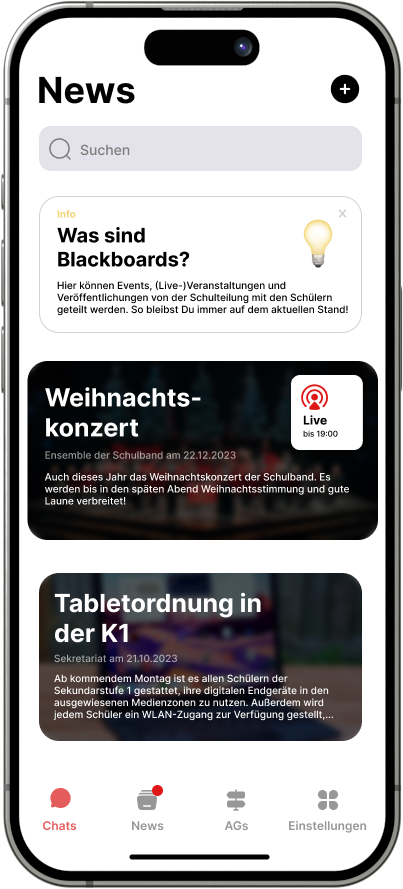 News
Suchen
Info
Was sind
Blackboards?
Hier können Events, (Live-)Veranstaltungen und
Veröffentlichungen von der Schulteilung mit den Schülern
geteilt werden. So bleibst Du immer auf dem aktuellen Stand!
Weihnachts-
konzert
Live
bis 19:00
Ensemble der Schulband am 22.12.2023
Auch dieses Jahr das Weihnachtskonzert der Schulband. Es
werden bis in den späten Abend Weihnachtsstimmung und gute
Laune verbreitet!
Tabletordnung in
der K1
Sekretariat am 21.10.2023
Ab kommendem Montag ist es allen Schülern der
Sekundarstufe 1 gestattet, ihre digitalen Endgeräte in den
ausgewiesenen Medienzonen zu nutzen. Außerdem wird
jedem Schüler ein WLAN-Zugang zur Verfügung gestellt,...
Chats
News
AGs
Einstellungen